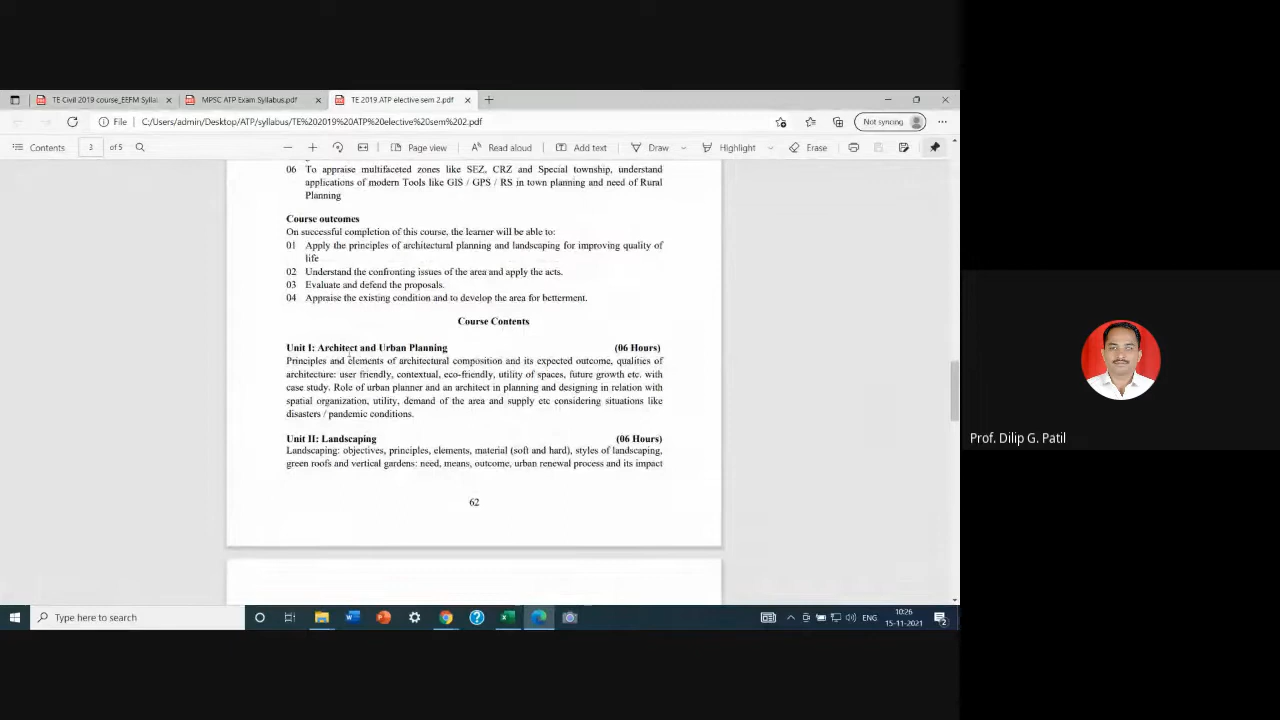 TE Civil 2019 course_EEFM Sylla
MPSC ATP Exam Syllabus.pdf
TE 2019 ATP elective sem 2.pdf
File C:/Users/admin/Desktop/ATP/syllabus/TE%202019%20ATP%20elective%20sem%202.pdf
Not syncing
Contents 3 of 5 Page view Read aloud Add text Draw Highlight Erase
06 To appraise multifaceted zones like SEZ, CRZ and Special township, understand
applications of modern Tools like GIS / GPS / RS in town planning and need of Rural
Planning
Course outcomes
On successful completion of this course, the learner will be able to:
01 Apply the principles of architectural planning and landscaping for improving quality of
life
02 Understand the confronting issues of the area and apply the acts.
03 Evaluate and defend the proposals.
04 Appraise the existing condition and to develop the area for betterment.
Course Contents
Unit I: Architect and Urban Planning (06 Hours)
Principles and elements of architectural composition and its expected outcome, qualities of
architecture: user friendly, contextual, eco-friendly, utility of spaces, future growth etc. with
case study. Role of urban planner and an architect in planning and designing in relation with
spatial organization, utility, demand of the area and supply etc considering situations like
disasters / pandemic conditions.
Unit II: Landscaping (06 Hours)
Landscaping: objectives, principles, elements, material (soft and hard), styles of landscaping,
green roofs and vertical gardens: need, means, outcome, urban renewal process and its impact
62
Prof. Dilip G. Patil
Type here to search
ENG
10:26
15-11-2021
2